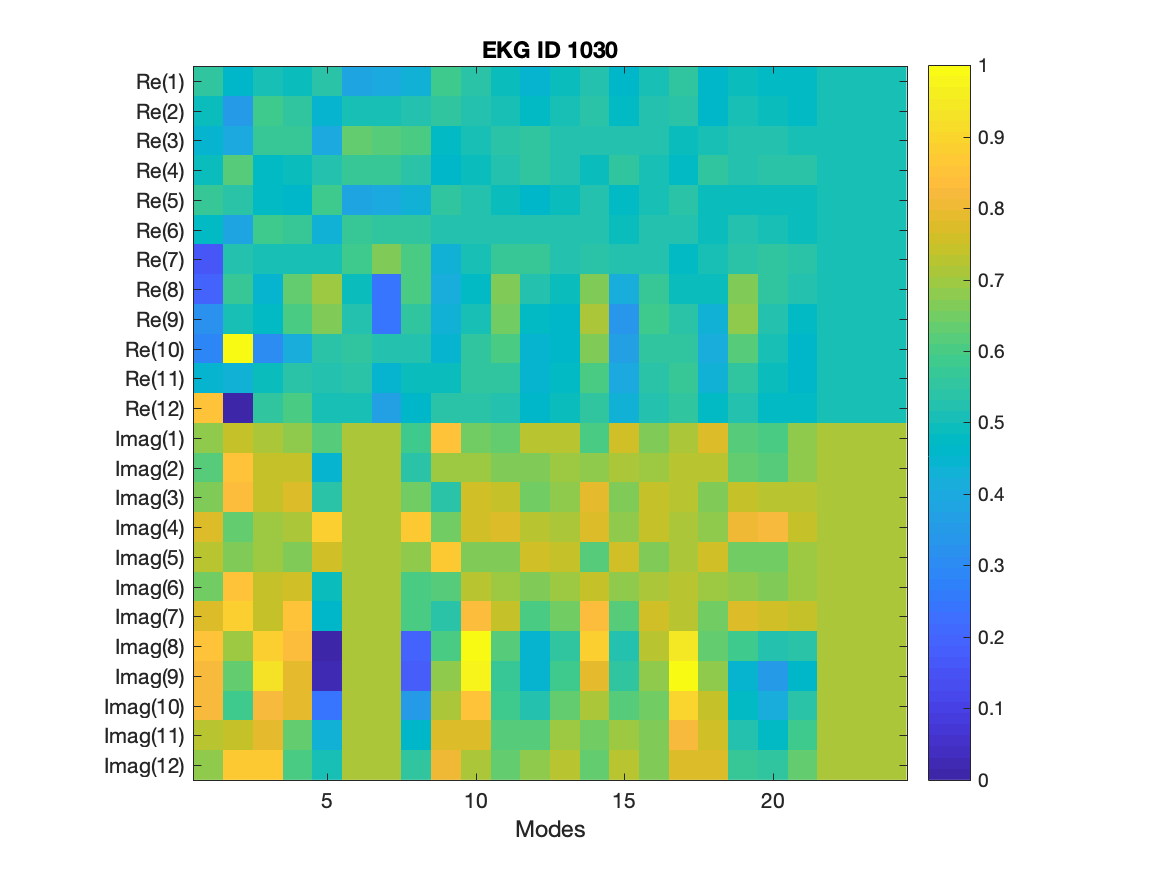 EKG ID 1030
Re(1)
Re(2)
Re(3)
Re(4)
Re(5)
Re(6)
Re(7)
Re(8)
Re(9)
Re(10)
Re(11)
Re(12)
Imag(1)
Imag(2)
Imag(3)
Imag(4)
Imag(5)
Imag(6)
Imag(7)
Imag(8)
Imag(9)
Imag(10)
Imag(11)
Imag(12)
5 10 15 20
Modes
1
0.9
0.8
0.7
0.6
0.5
0.4
0.3
0.2
0.1
0